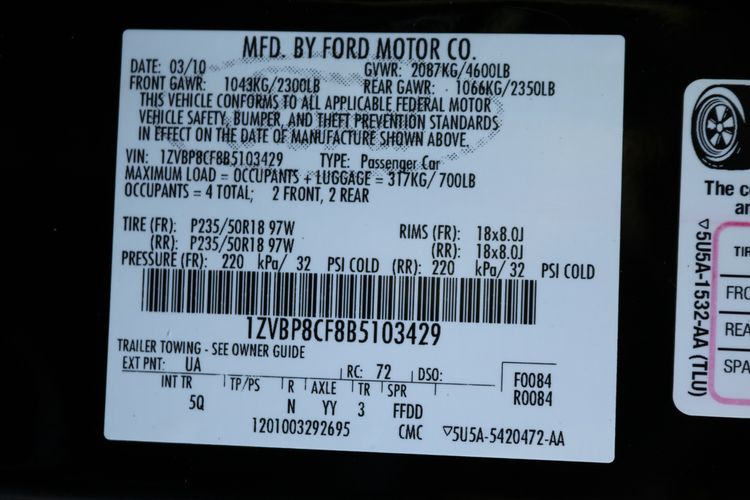 MFD. BY FORD MOTOR CO.
DATE: 03/10 GVWR: 2087KG/4600LB
FRONT GAWR: 1043KG/2300LB REAR GAWR: 1066KG/2350LB
THIS VEHICLE CONFORMS TO ALL APPLICABLE FEDERAL MOTOR
VEHICLE SAFETY, BUMPER, AND THEFT PREVENTION STANDARDS
IN EFFECT ON THE DATE OF MANUFACTURE SHOWN ABOVE.
VIN: 1ZVBP8CF8B5103429 TYPE: Passenger Car
MAXIMUM LOAD = OCCUPANTS + LUGGAGE = 317KG/ 700LB
OCCUPANTS = 4 TOTAL; 2 FRONT, 2 REAR
TIRE (FR): P235/50R18 97W RIMS (FR): 18x8.0J
(RR): P235/50R18 97W (RR): 18x8.0J
PRESSURE (FR): 220 kPa/ 32 PSI COLD (RR): 220 kPa/ 32 PSI COLD
1ZVBP8CF8B5103429
TRAILER TOWING - SEE OWNER GUIDE
EXT PNT: UA RC: 72 DSO:
INT TR TP/PS R AXLE TR SPR F0084
5Q N YY 3 FFDD R0084
1201003292695 CMC ▽5U5A-5420472-AA
The
▽5U5A-1532-AA (TLU)